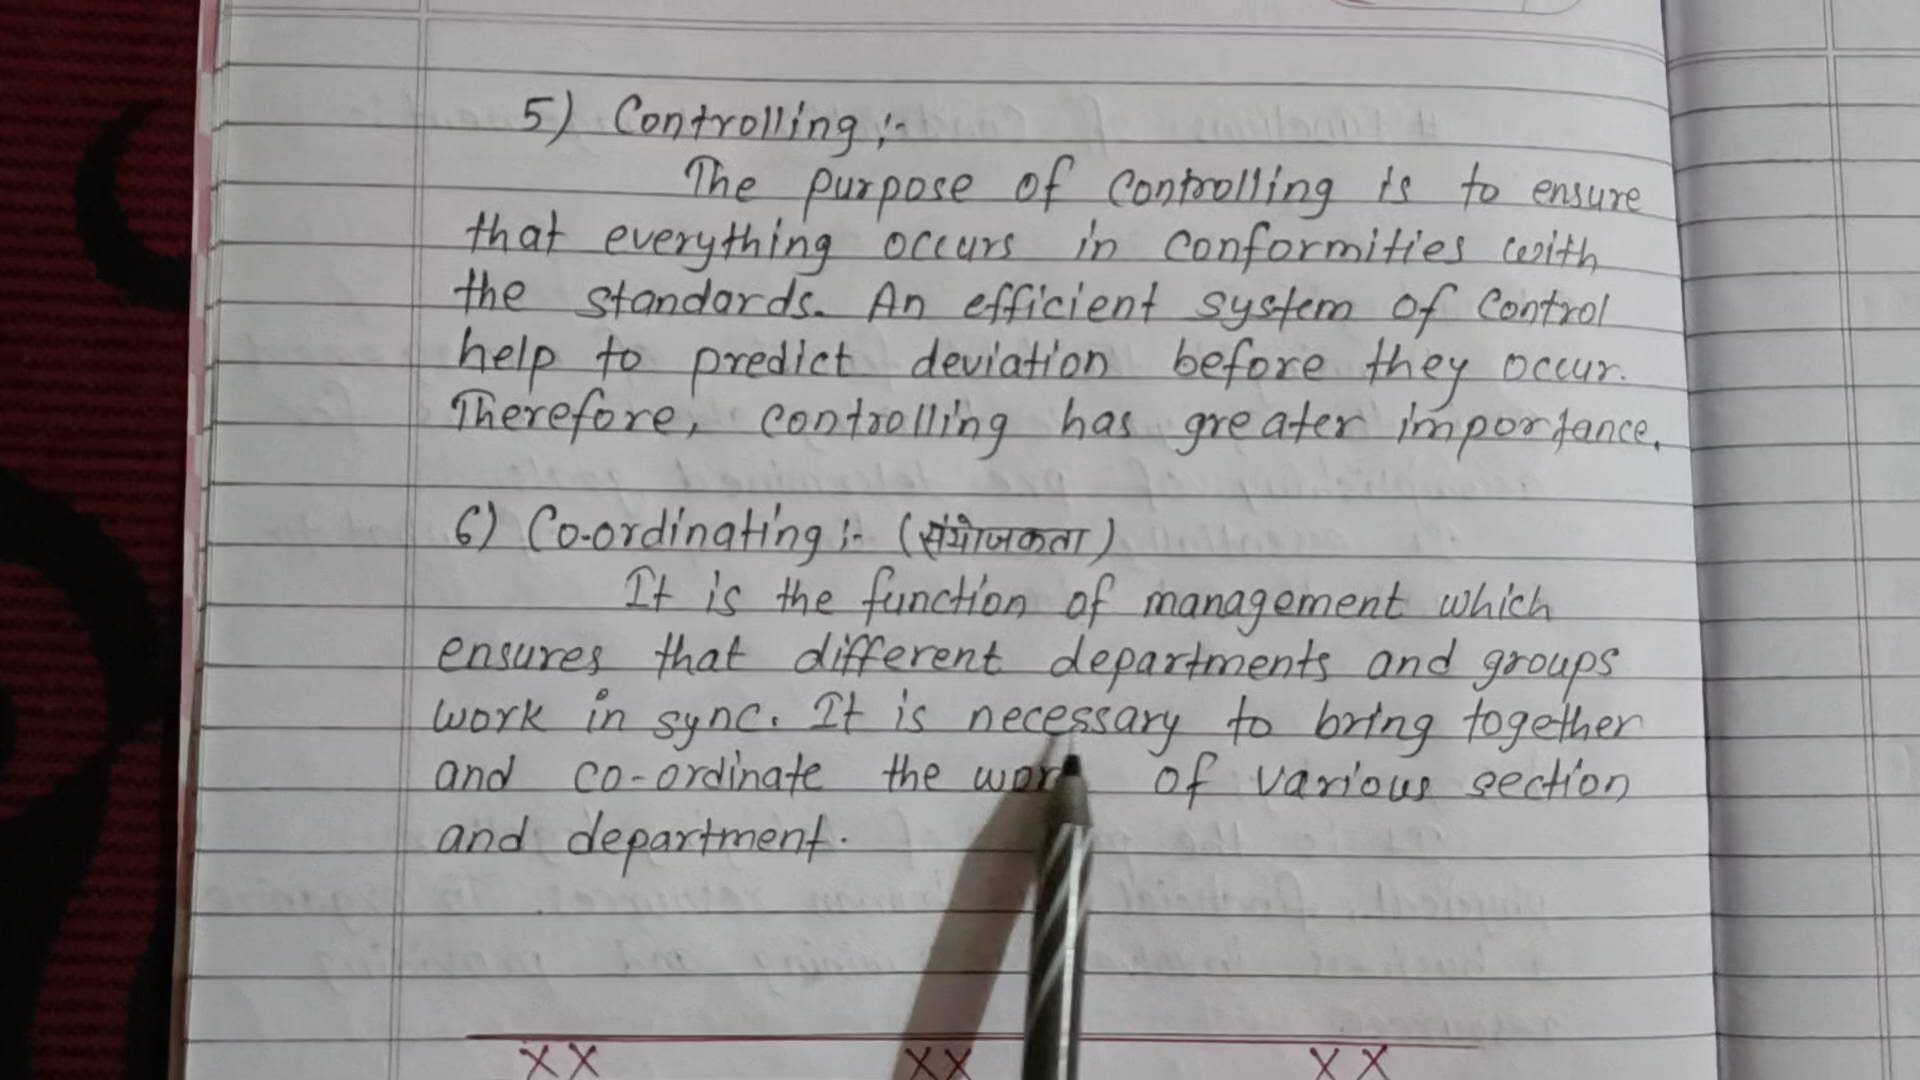 5) Controlling :-
The purpose of controlling is to ensure
that everything occurs in conformities with
the standards. An efficient system of control
help to predict deviation before they occur.
Therefore, controlling has greater importance.
6) Co-ordinating :- (संयोजकता)
It is the function of management which
ensures that different departments and groups
work in sync. It is necessary to bring together
and co-ordinate the work of various section
and department.
XX XX XX